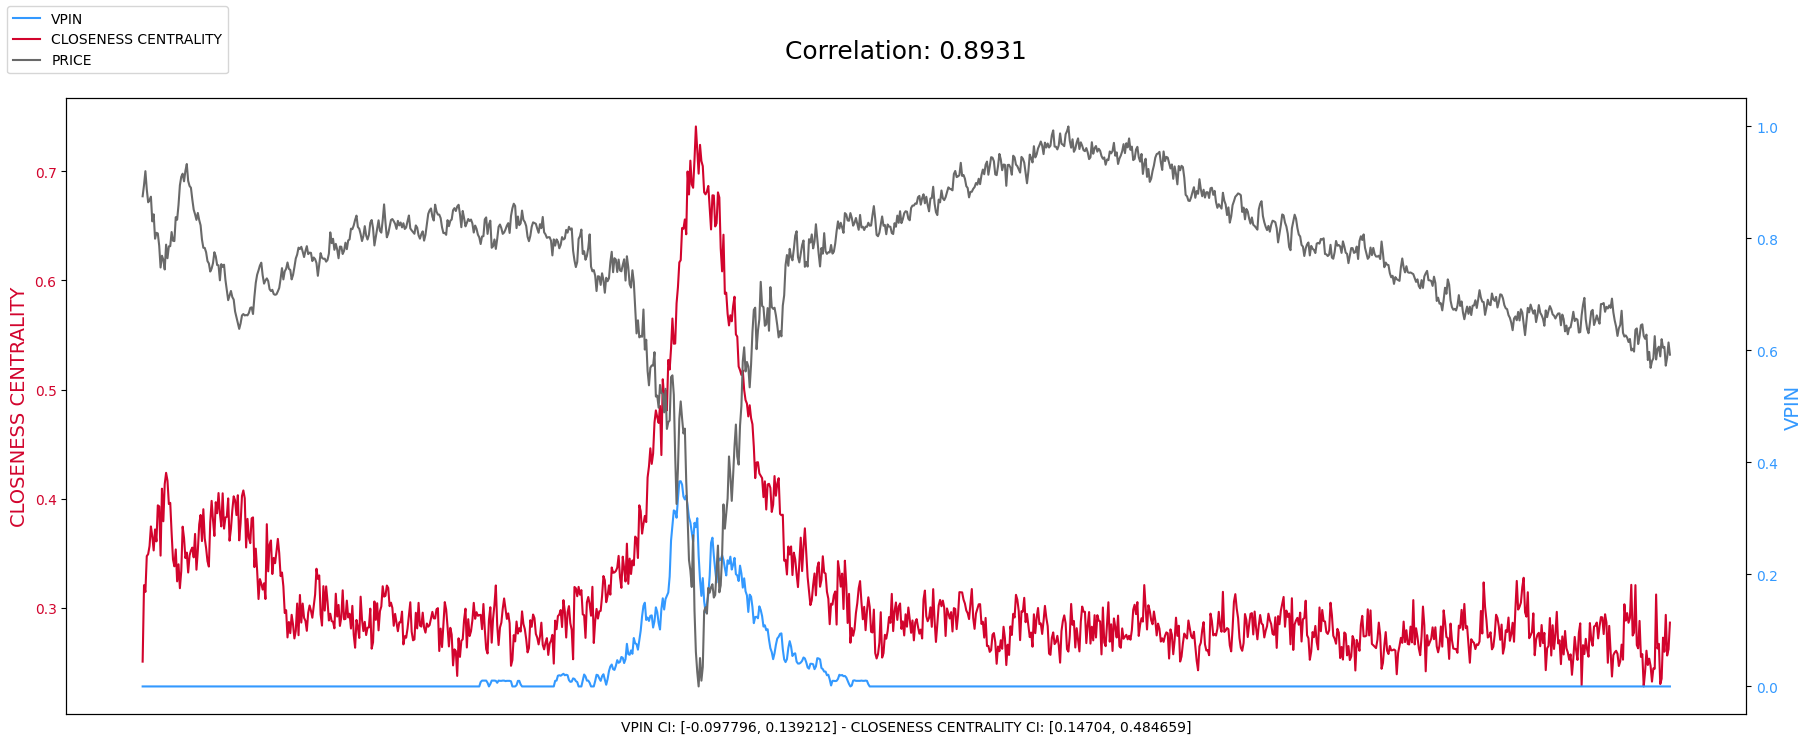 VPIN
CLOSENESS CENTRALITY
PRICE
Correlation: 0.8931
CLOSENESS CENTRALITY
0.7
0.6
0.5
0.4
0.3
1.0
0.8
0.6
0.4
0.2
0.0
VPIN
VPIN CI: [-0.097796, 0.139212] - CLOSENESS CENTRALITY CI: [0.14704, 0.484659]